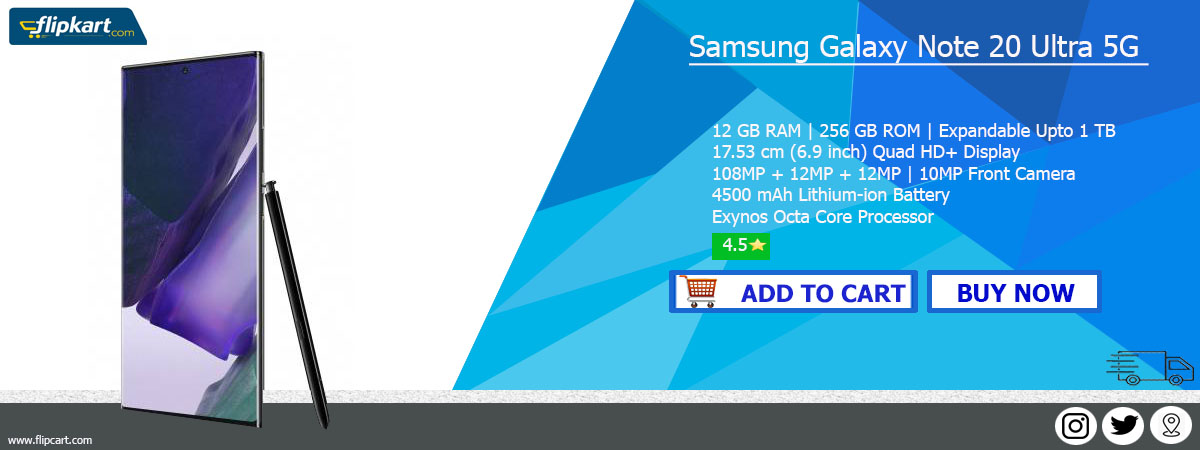 flipkart.com
Samsung Galaxy Note 20 Ultra 5G
12 GB RAM | 256 GB ROM | Expandable Upto 1 TB
17.53 cm (6.9 inch) Quad HD+ Display
108MP + 12MP + 12MP | 10MP Front Camera
4500 mAh Lithium-ion Battery
Exynos Octa Core Processor
4.5
ADD TO CART
BUY NOW
www.flipcart.com